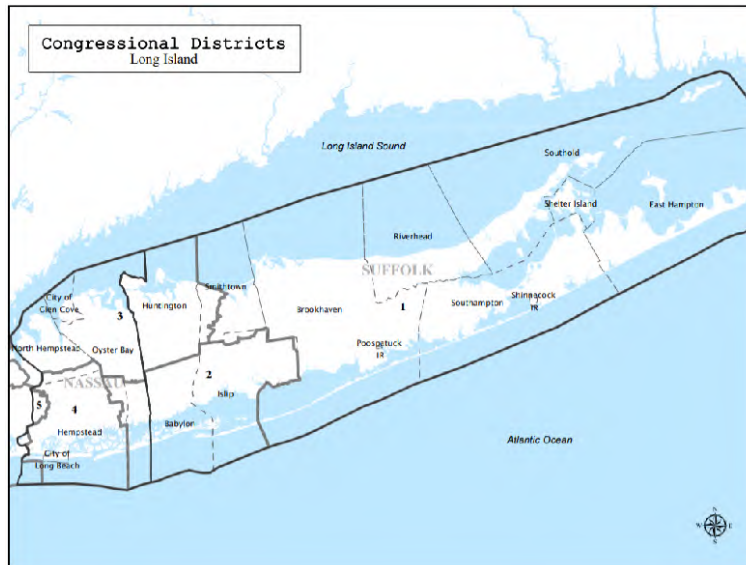 Congressional Districts
Long Island
Long Island Sound
Southold
Shelter Island
East Hampton
Riverhead
SUFFOLK
Smithtown
City of
Glen Cove
Huntington
3
Brookhaven
1
Southampton
Shinnacock
IR
North Hempstead
Oyster Bay
Poospatuck
IR
NASSAU
2
Islip
5
4
Hempstead
Babylon
City of
Long Beach
Atlantic Ocean
N
W
E
S